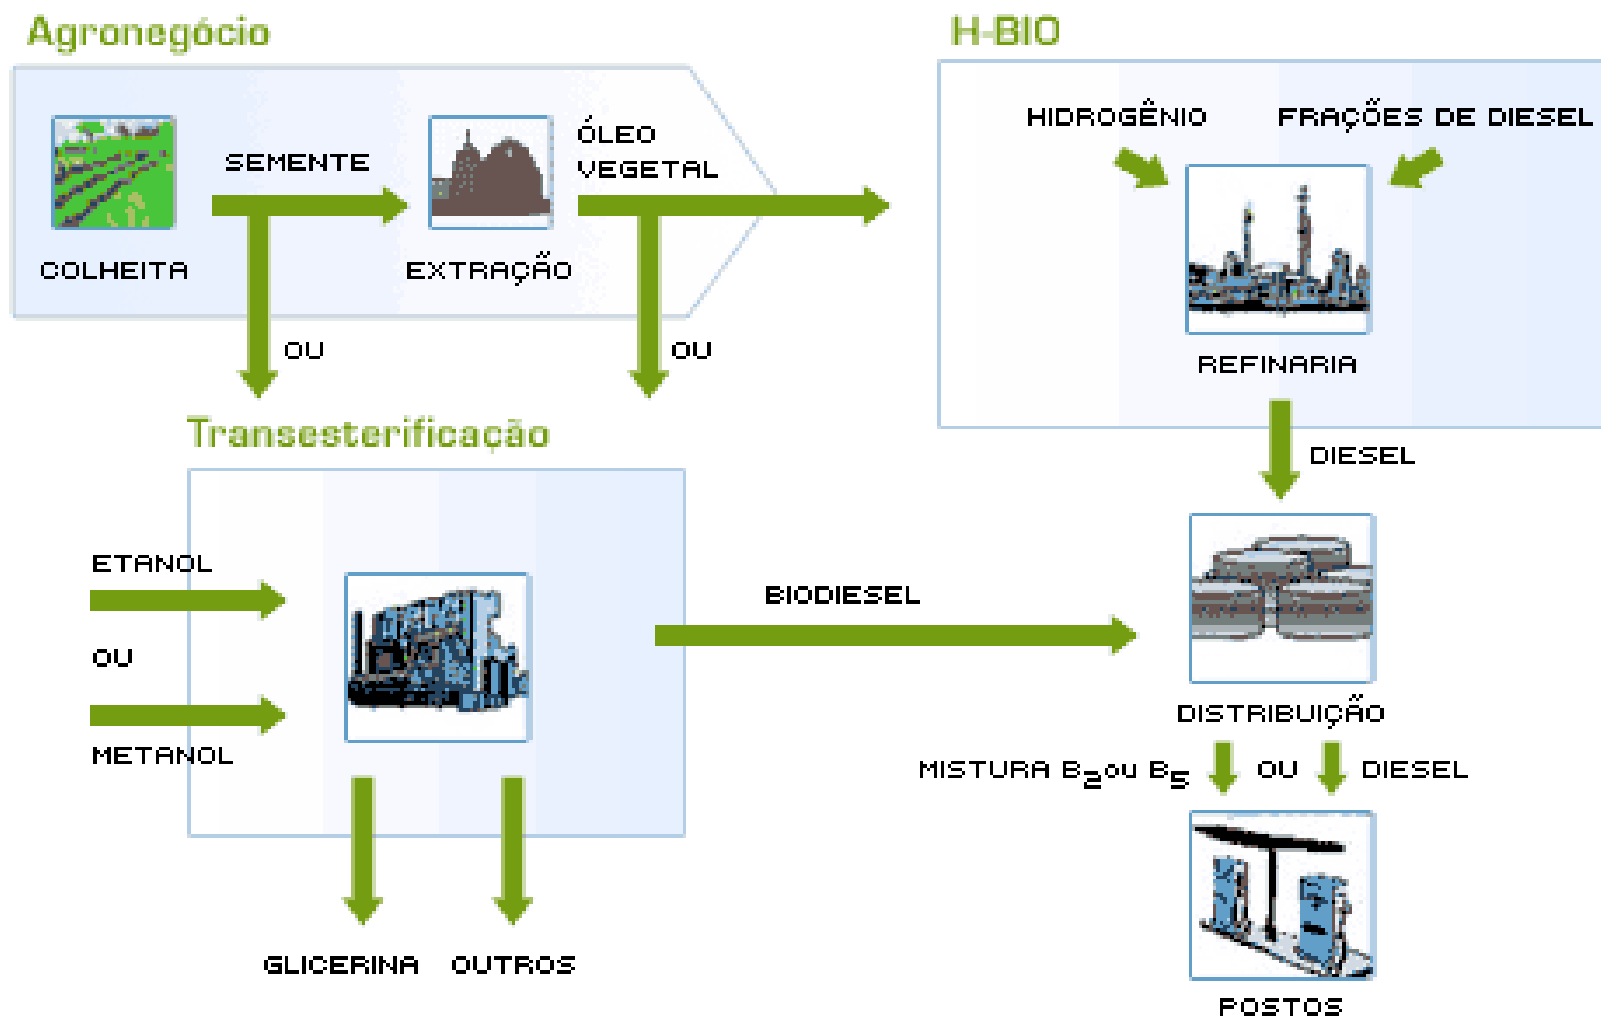 Agronegócio
SEMENTE
ÓLEO
VEGETAL
COLHEITA
EXTRAÇÃO
OU
OU
H-BIO
HIDROGÊNIO
FRAÇÕES DE DIESEL
REFINARIA
DIESEL
Transesterificação
ETANOL
OU
METANOL
BIODIESEL
GLICERINA
OUTROS
DISTRIBUIÇÃO
MISTURA B2 ou B5
OU
DIESEL
POSTOS